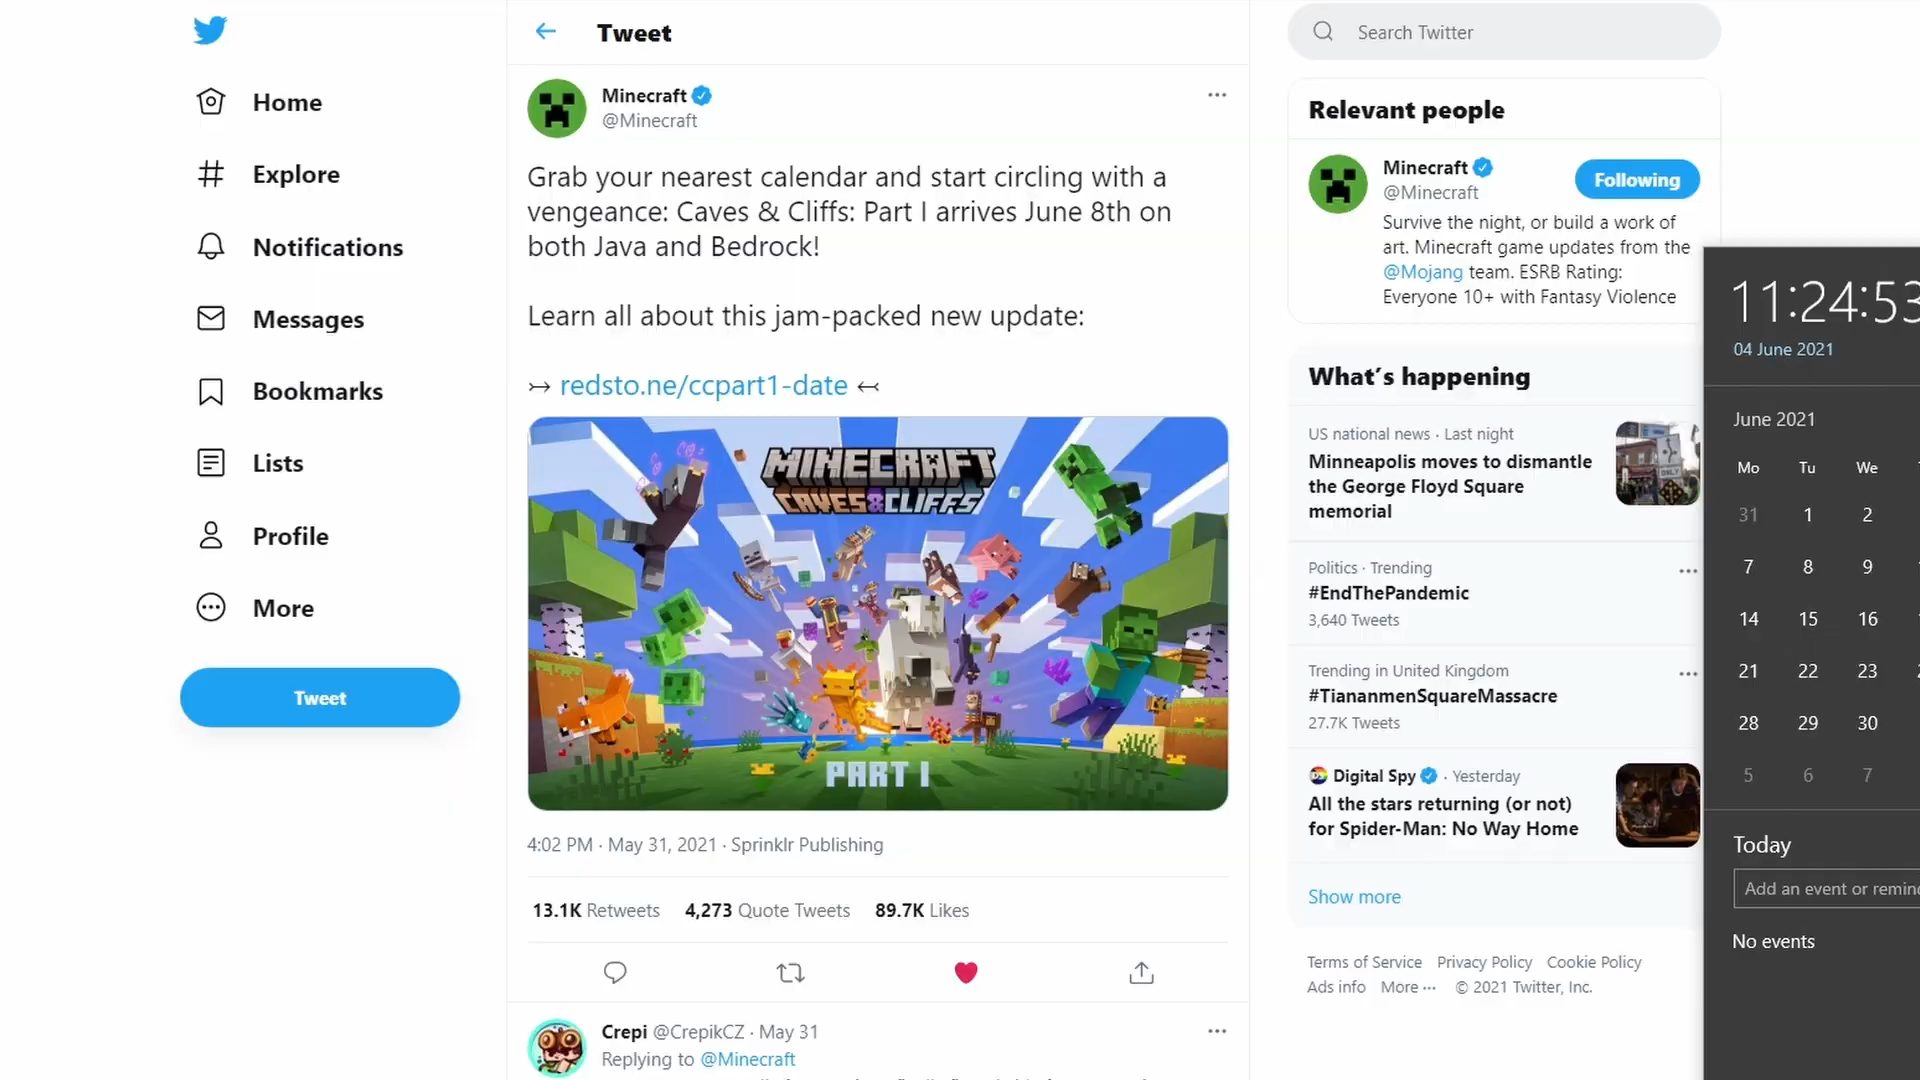 Home
Explore
Notifications
Messages
Bookmarks
Lists
Profile
More
Tweet
Tweet
Minecraft
@Minecraft
Grab your nearest calendar and start circling with a
vengeance: Caves & Cliffs: Part I arrives June 8th on
both Java and Bedrock!
Learn all about this jam-packed new update:
↣ redsto.ne/ccpart1-date ↢
MINECRAFT
CAVES & CLIFFS
PART I
4:02 PM · May 31, 2021 · Sprinklr Publishing
13.1K Retweets 4,273 Quote Tweets 89.7K Likes
Crepi @CrepikCZ · May 31
Replying to @Minecraft
Search Twitter
Relevant people
Minecraft
@Minecraft
Following
Survive the night, or build a work of
art. Minecraft game updates from the
@Mojang team. ESRB Rating:
Everyone 10+ with Fantasy Violence
What's happening
US national news · Last night
Minneapolis moves to dismantle
the George Floyd Square
memorial
ONLY
Politics · Trending
#EndThePandemic
3,640 Tweets
Trending in United Kingdom
#TiananmenSquareMassacre
27.7K Tweets
Digital Spy · Yesterday
All the stars returning (or not)
for Spider-Man: No Way Home
Show more
Terms of Service Privacy Policy Cookie Policy
Ads info More ··· © 2021 Twitter, Inc.
11:24:53
04 June 2021
June 2021
Mo Tu We
31 1 2
7 8 9
14 15 16
21 22 23
28 29 30
5 6 7
Today
Add an event or remin
No events